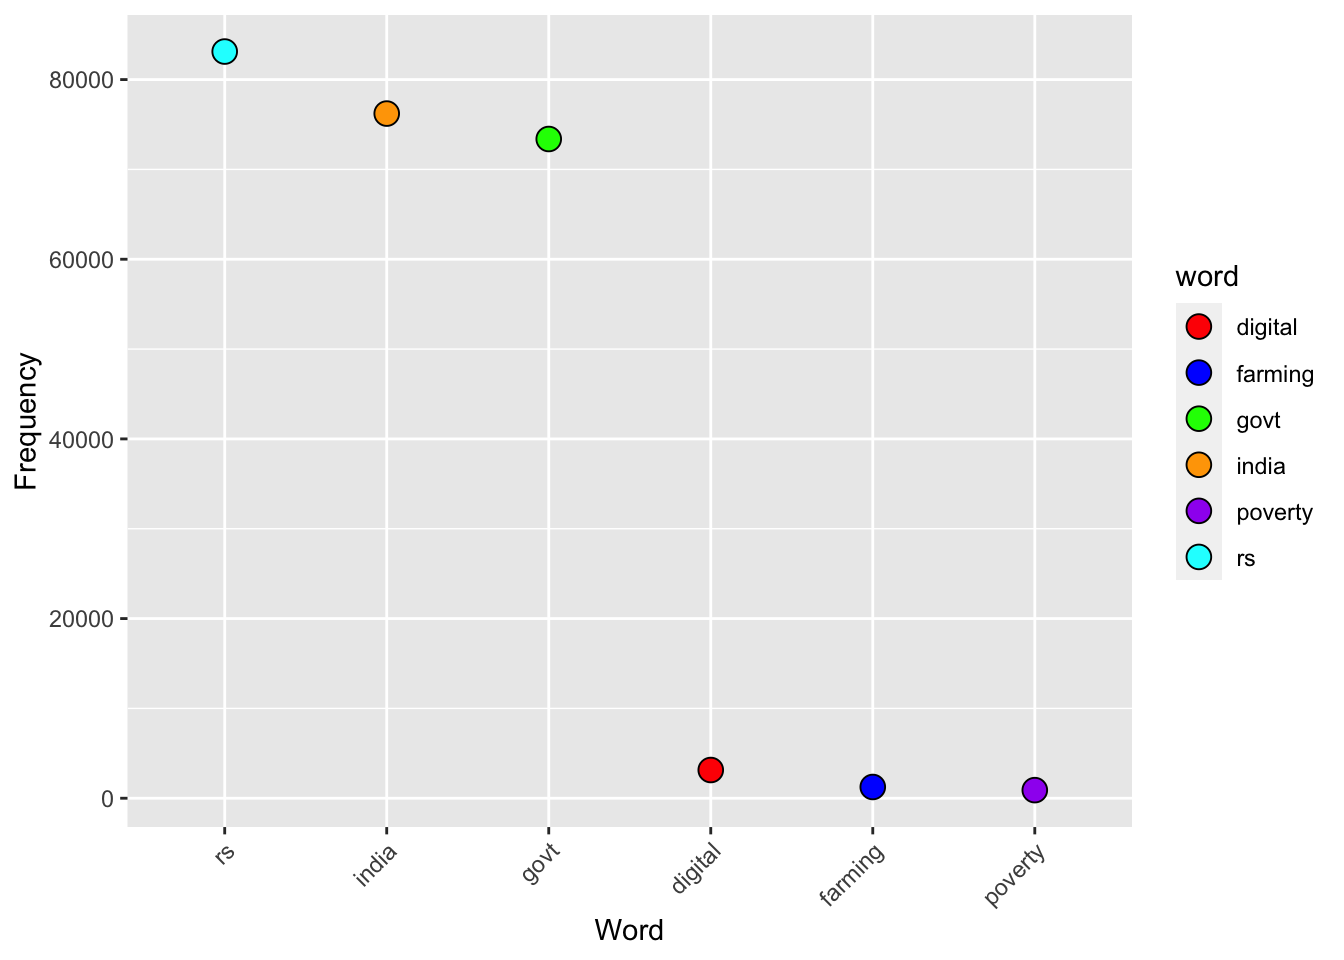 80000
60000
40000
20000
0
Frequency
rs
india
govt
digital
farming
poverty
Word
word
digital
farming
govt
india
poverty
rs